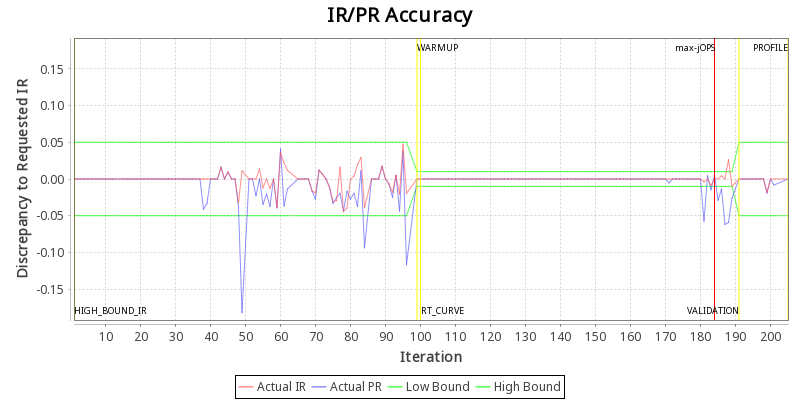 IR/PR Accuracy
Discrepancy to Requested IR
0.15
0.10
0.05
0.00
-0.05
-0.10
-0.15
WARMUP
max-jOPS
PROFILE
HIGH_BOUND_IR
RT_CURVE
VALIDATION
10 20 30 40 50 60 70 80 90 100 110 120 130 140 150 160 170 180 190 200
Iteration
Actual IR Actual PR Low Bound High Bound